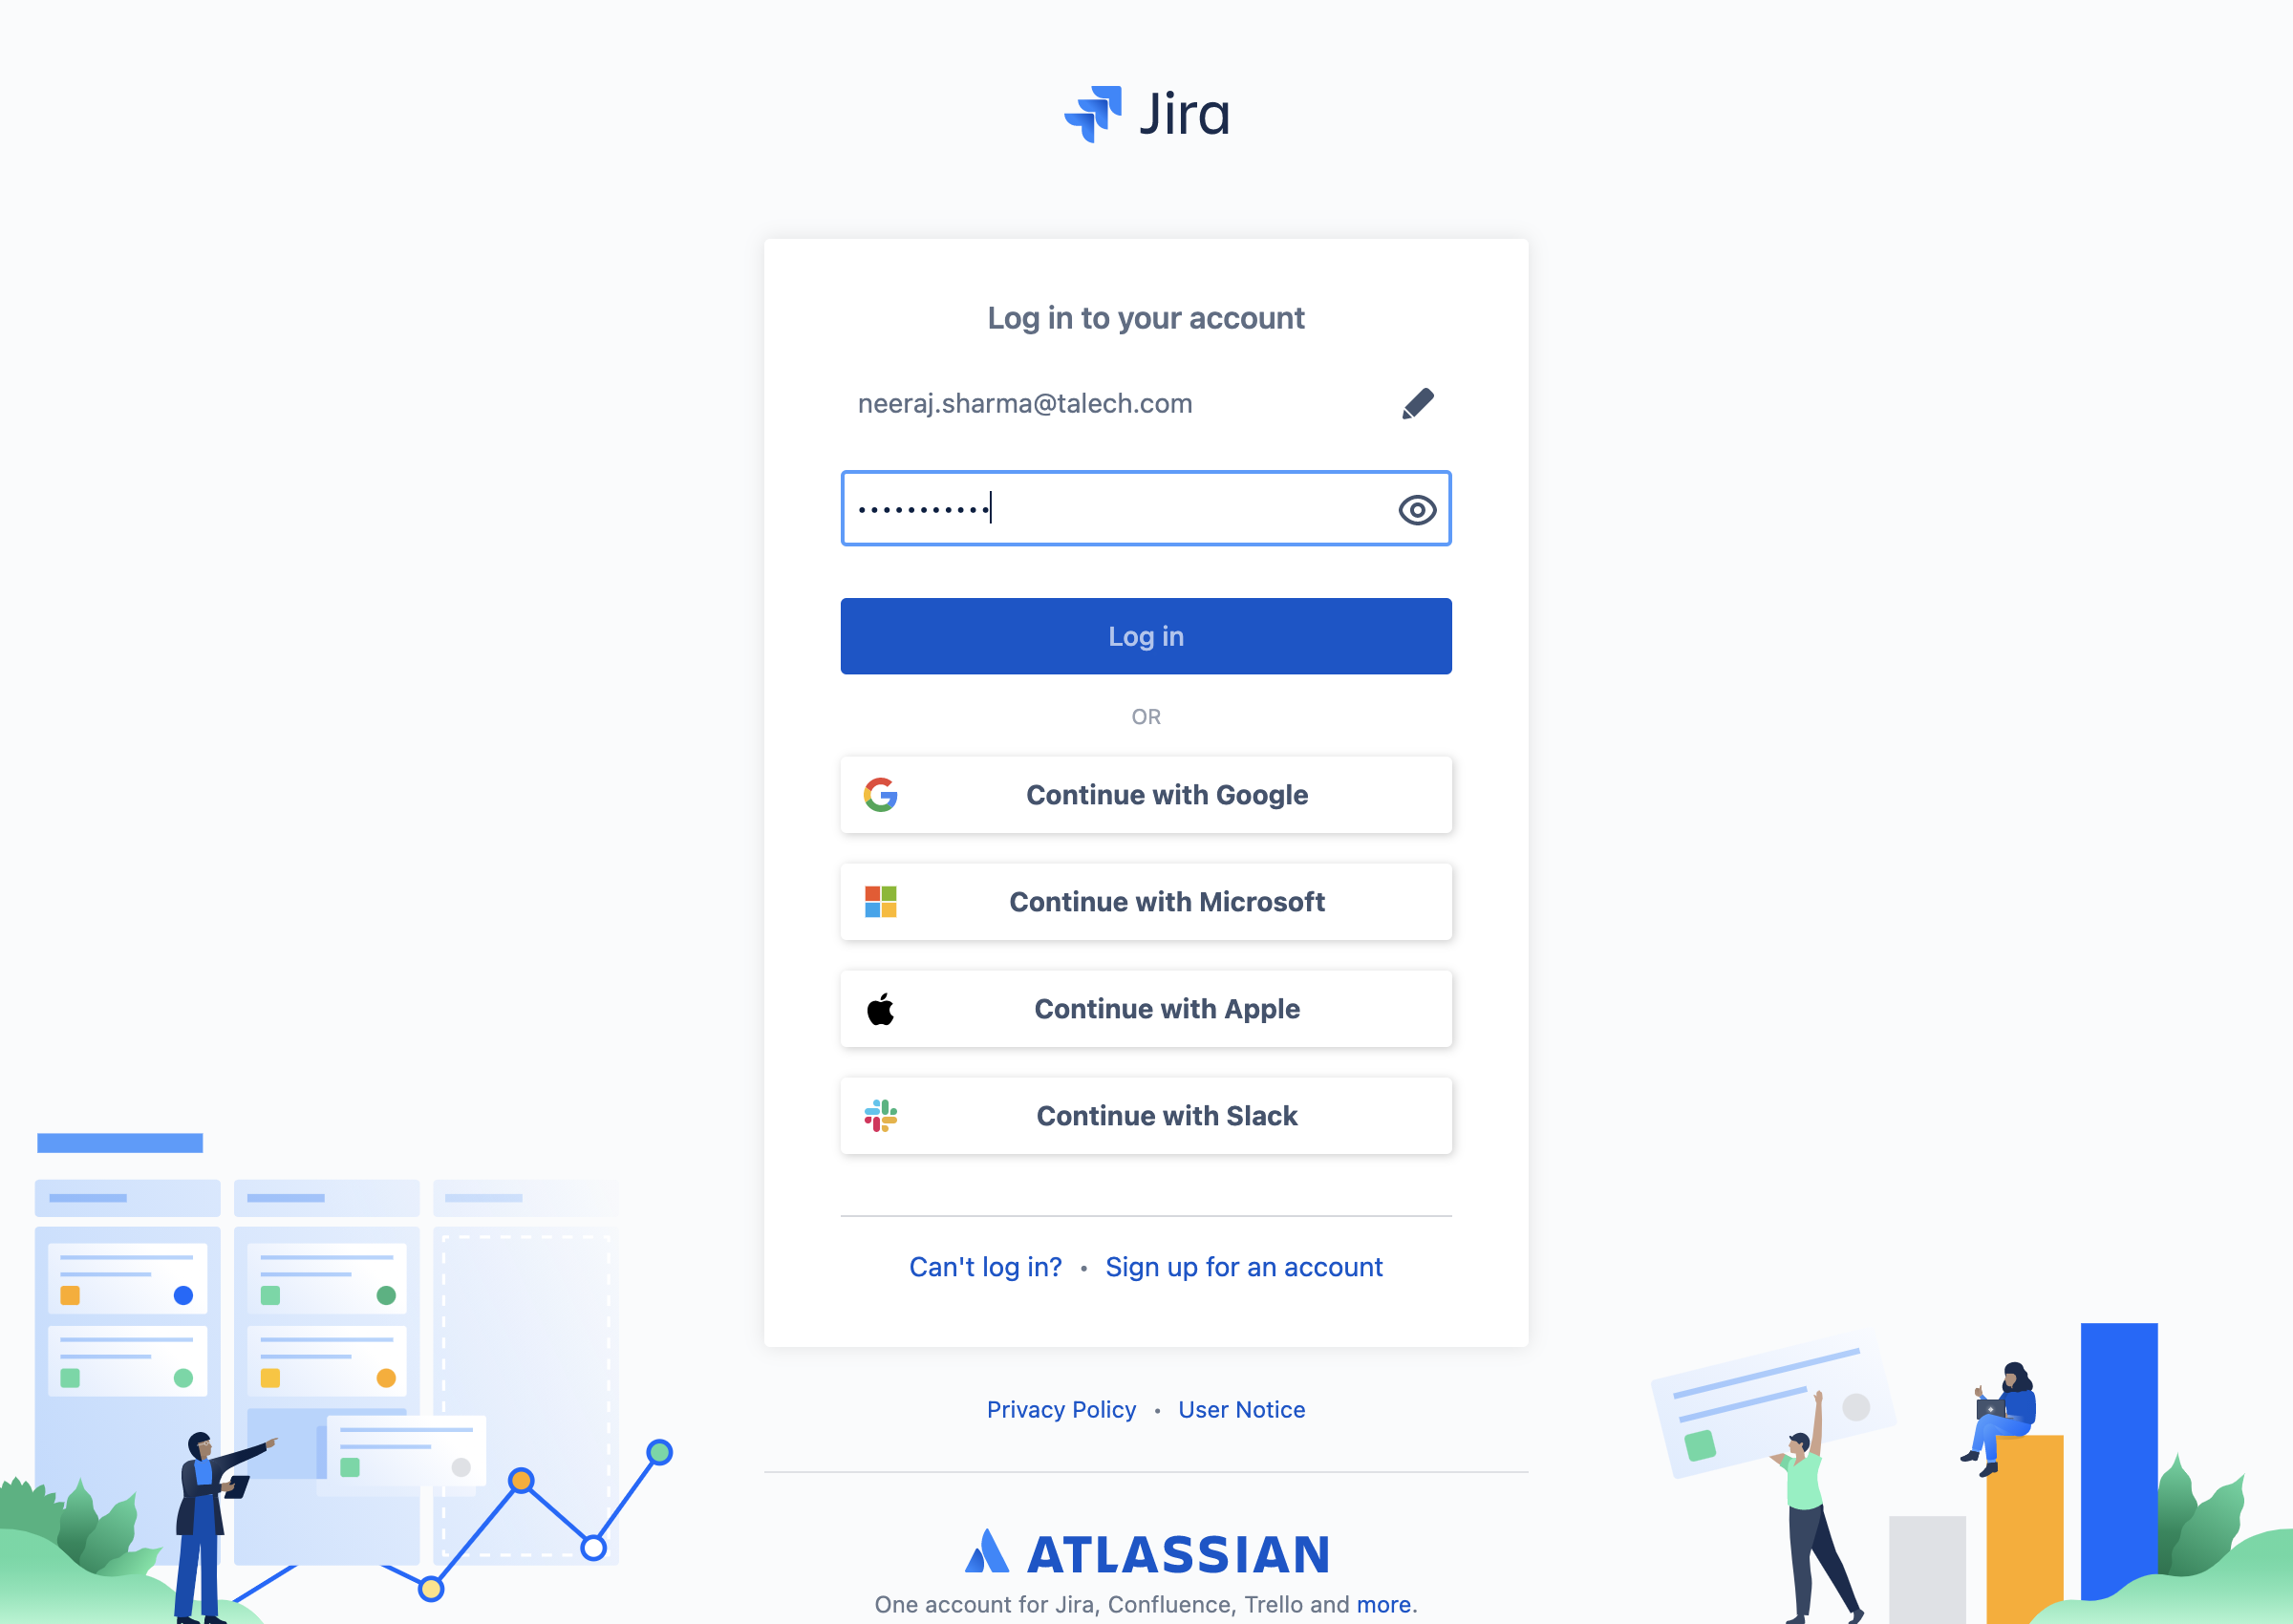 Jira
Log in to your account
neeraj.sharma@talech.com
•••••••••••
Log in
OR
Continue with Google
Continue with Microsoft
Continue with Apple
Continue with Slack
Can't log in? • Sign up for an account
Privacy Policy • User Notice
ATLASSIAN
One account for Jira, Confluence, Trello and more.